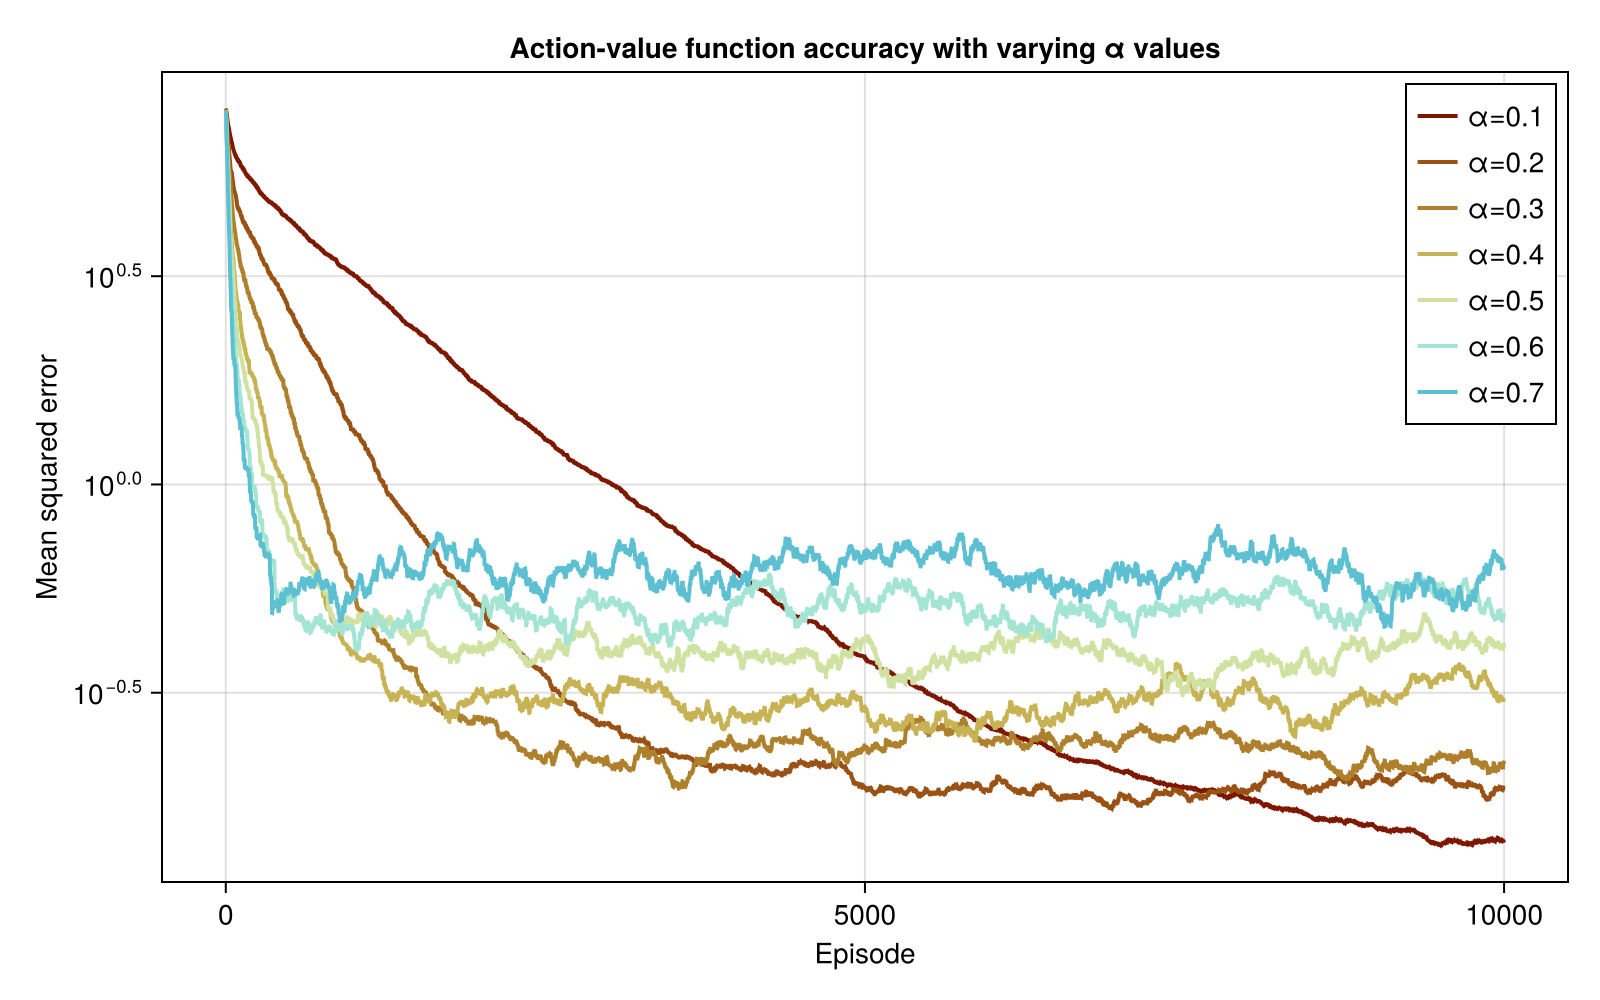 Action-value function accuracy with varying α values
α=0.1
α=0.2
α=0.3
α=0.4
α=0.5
α=0.6
α=0.7
Mean squared error
10^0.5
10^0.0
10^−0.5
0
5000
10000
Episode